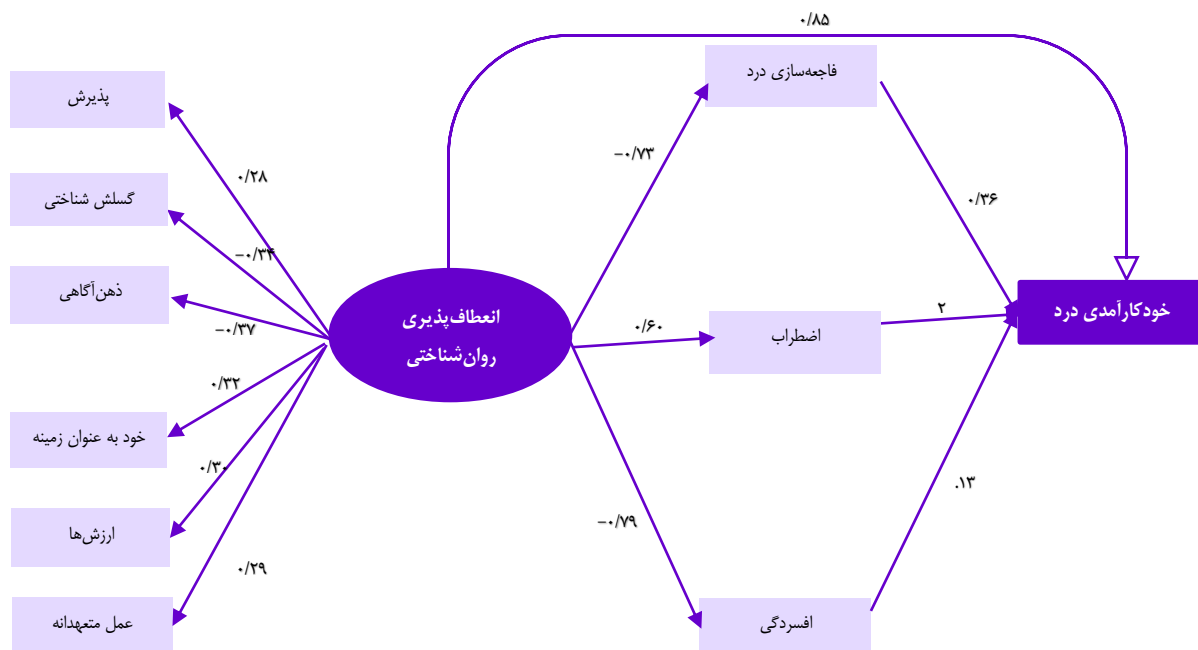 ۰/۸۵
فاجعه‌سازی درد
پذیرش
−۰/۷۳
۰/۲۸
گسلش شناختی
۰/۳۶
−۰/۳۴
ذهن‌آگاهی
انعطاف‌پذیری
روان‌شناختی
خودکارآمدی درد
−۰/۳۷
۰/۶۰
۲
اضطراب
۰/۳۲
خود به عنوان زمینه
۰/۳۰
.۱۳
ارزش‌ها
−۰/۷۹
۰/۲۹
عمل متعهدانه
افسردگی